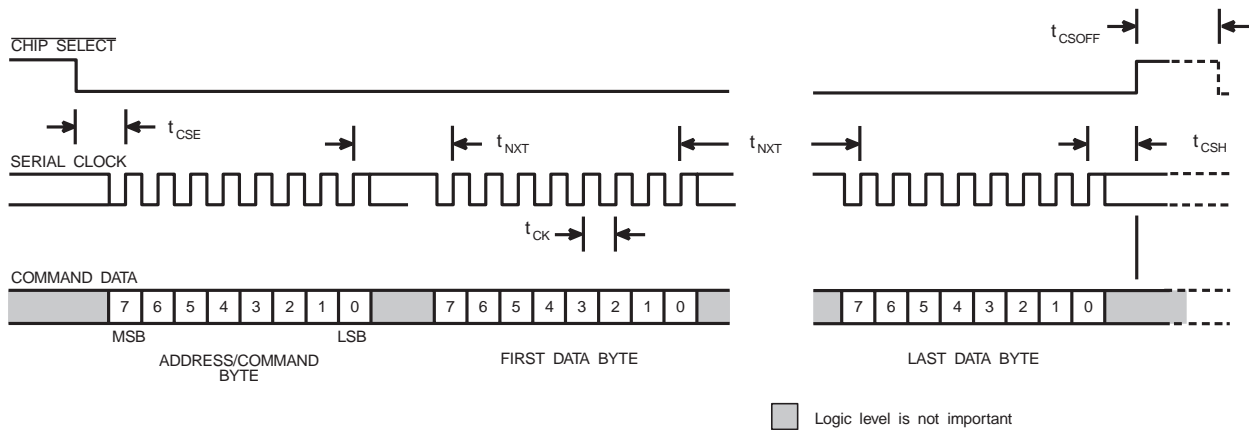 CHIP SELECT
tCSOFF
tCSE
tNXT
tNXT
tCSH
SERIAL CLOCK
tCK
COMMAND DATA
7 6 5 4 3 2 1 0
7 6 5 4 3 2 1 0
7 6 5 4 3 2 1 0
MSB
LSB
ADDRESS/COMMAND
BYTE
FIRST DATA BYTE
LAST DATA BYTE
Logic level is not important